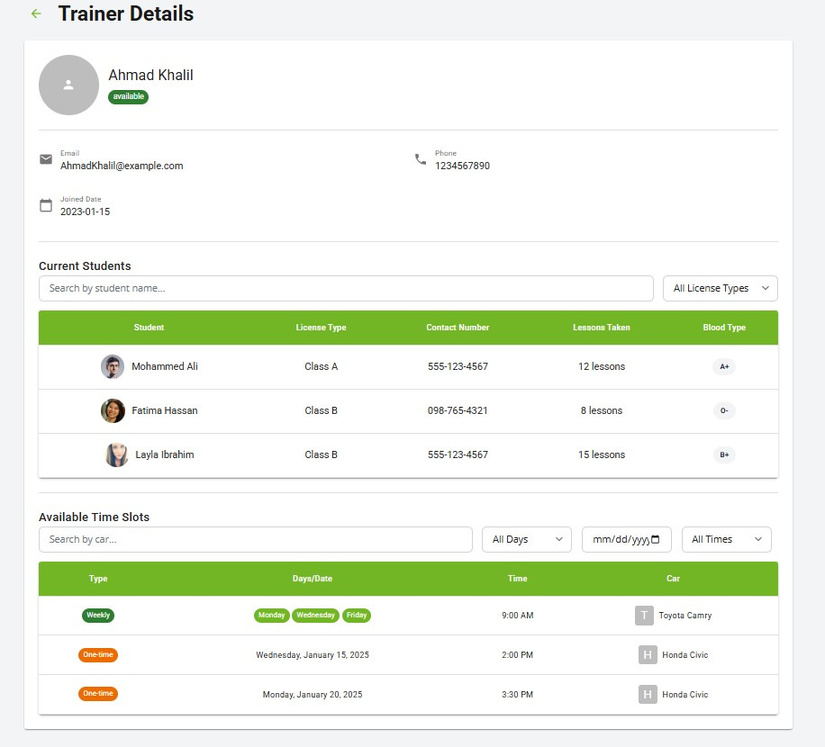 Trainer Details
Ahmad Khalil
available
Email
AhmadKhalil@example.com
Phone
1234567890
Joined Date
2023-01-15
Current Students
Search by student name... All License Types
Student License Type Contact Number Lessons Taken Blood Type
Mohammed Ali Class A 555-123-4567 12 lessons A+
Fatima Hassan Class B 098-765-4321 8 lessons O-
Layla Ibrahim Class B 555-123-4567 15 lessons B+
Available Time Slots
Search by car... All Days mm/dd/yyyy All Times
Type Days/Date Time Car
Weekly Monday Wednesday Friday 9:00 AM T Toyota Camry
One-time Wednesday, January 15, 2025 2:00 PM H Honda Civic
One-time Monday, January 20, 2025 3:30 PM H Honda Civic